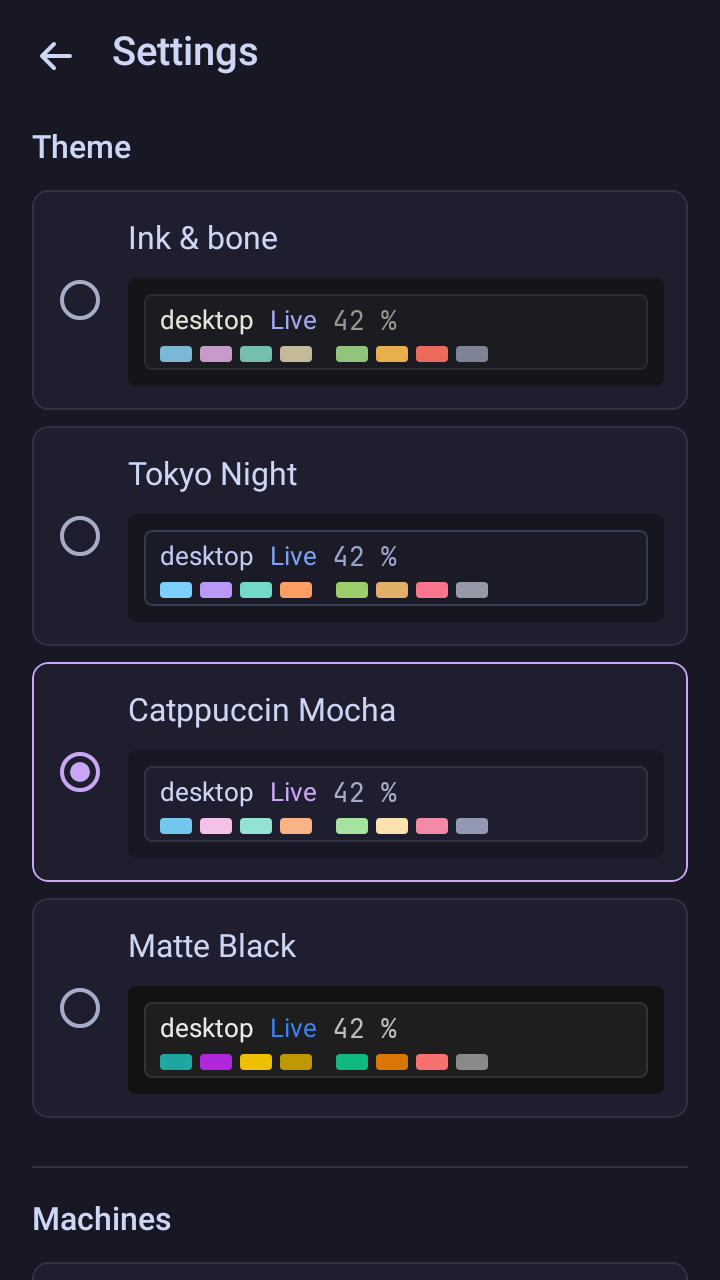 Settings
Theme
Ink & bone
desktop Live 42 %
Tokyo Night
desktop Live 42 %
Catppuccin Mocha
desktop Live 42 %
Matte Black
desktop Live 42 %
Machines